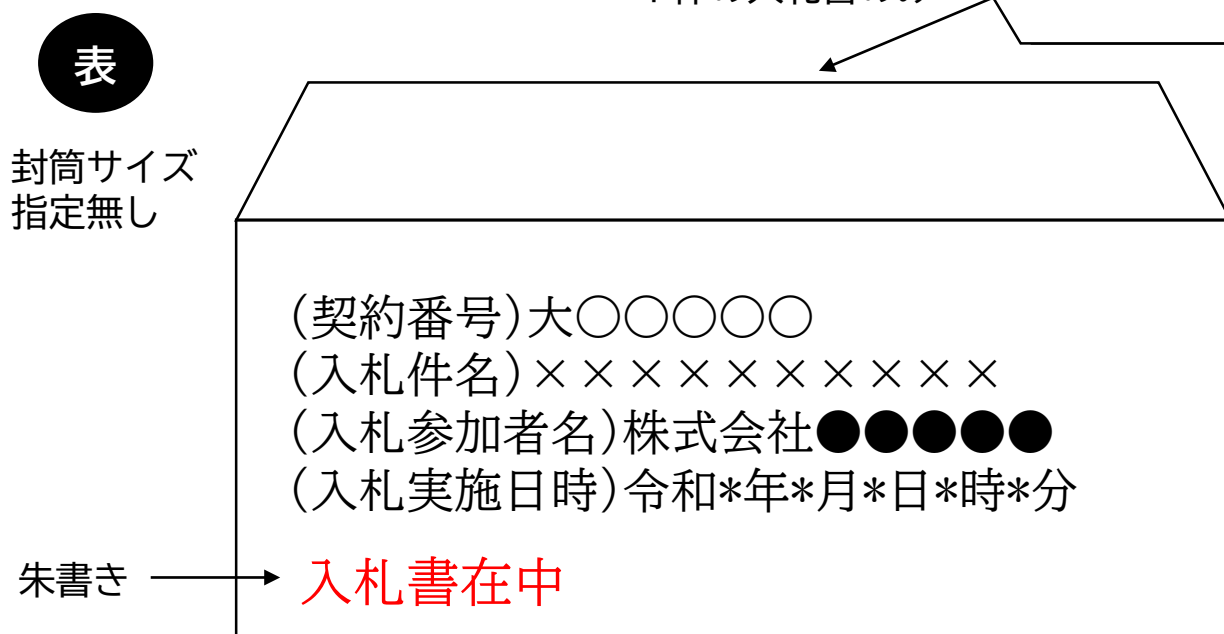 表
封筒サイズ
指定無し
(契約番号)大○○○○○
(入札件名)××××××××××
(入札参加者名)株式会社●●●●●
(入札実施日時)令和*年*月*日*時*分
朱書き
入札書在中